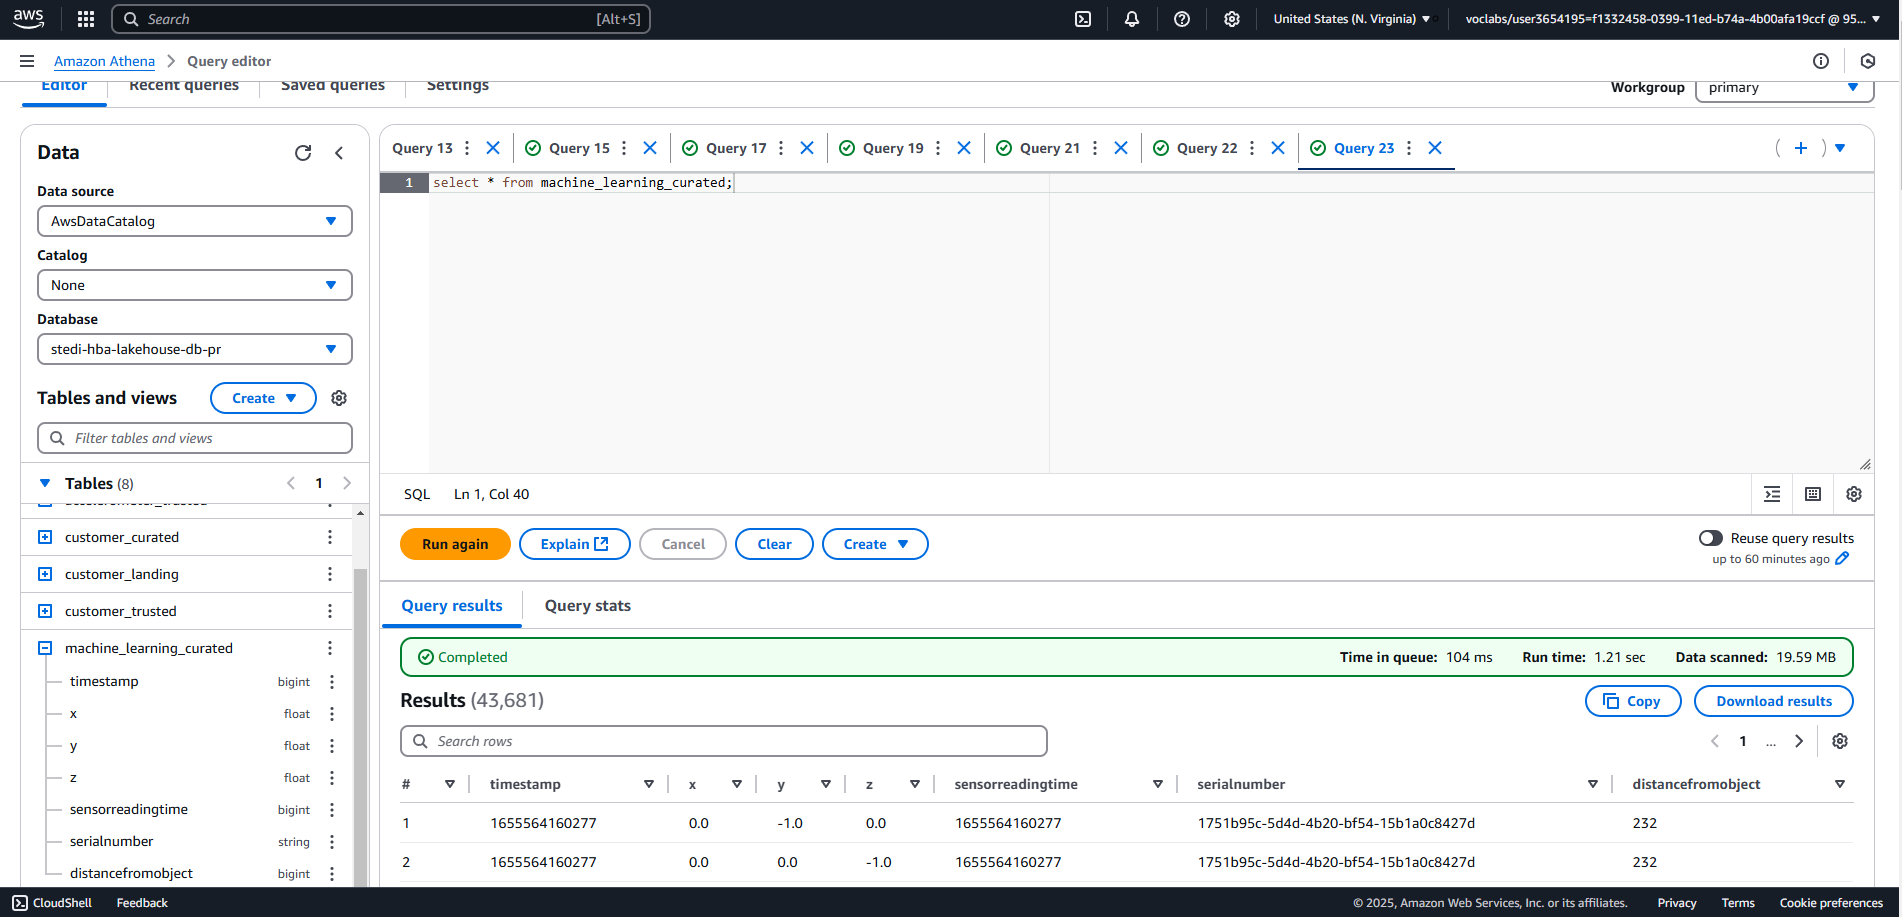 aws Search [Alt+S] United States (N. Virginia) voclabs/user3654195=f1332458-0399-11ed-b74a-4b00afa19ccf @ 95...
Amazon Athena > Query editor
Editor Recent queries Saved queries Settings Workgroup primary
Data
Data source
AwsDataCatalog
Catalog
None
Database
stedi-hba-lakehouse-db-pr
Tables and views Create
Filter tables and views
Tables (8) 1
accelerometer_trusted
customer_curated
customer_landing
customer_trusted
machine_learning_curated
timestamp bigint
x float
y float
z float
sensorreadingtime bigint
serialnumber string
distancefromobject bigint
Query 13 Query 15 Query 17 Query 19 Query 21 Query 22 Query 23
1 select * from machine_learning_curated;
SQL Ln 1, Col 40
Run again Explain Cancel Clear Create
Reuse query results
up to 60 minutes ago
Query results Query stats
Completed Time in queue: 104 ms Run time: 1.21 sec Data scanned: 19.59 MB
Results (43,681) Copy Download results
Search rows 1 ...
# timestamp x y z sensorreadingtime serialnumber distancefromobject
1 1655564160277 0.0 -1.0 0.0 1655564160277 1751b95c-5d4d-4b20-bf54-15b1a0c8427d 232
2 1655564160277 0.0 0.0 -1.0 1655564160277 1751b95c-5d4d-4b20-bf54-15b1a0c8427d 232
CloudShell Feedback © 2025, Amazon Web Services, Inc. or its affiliates. Privacy Terms Cookie preferences